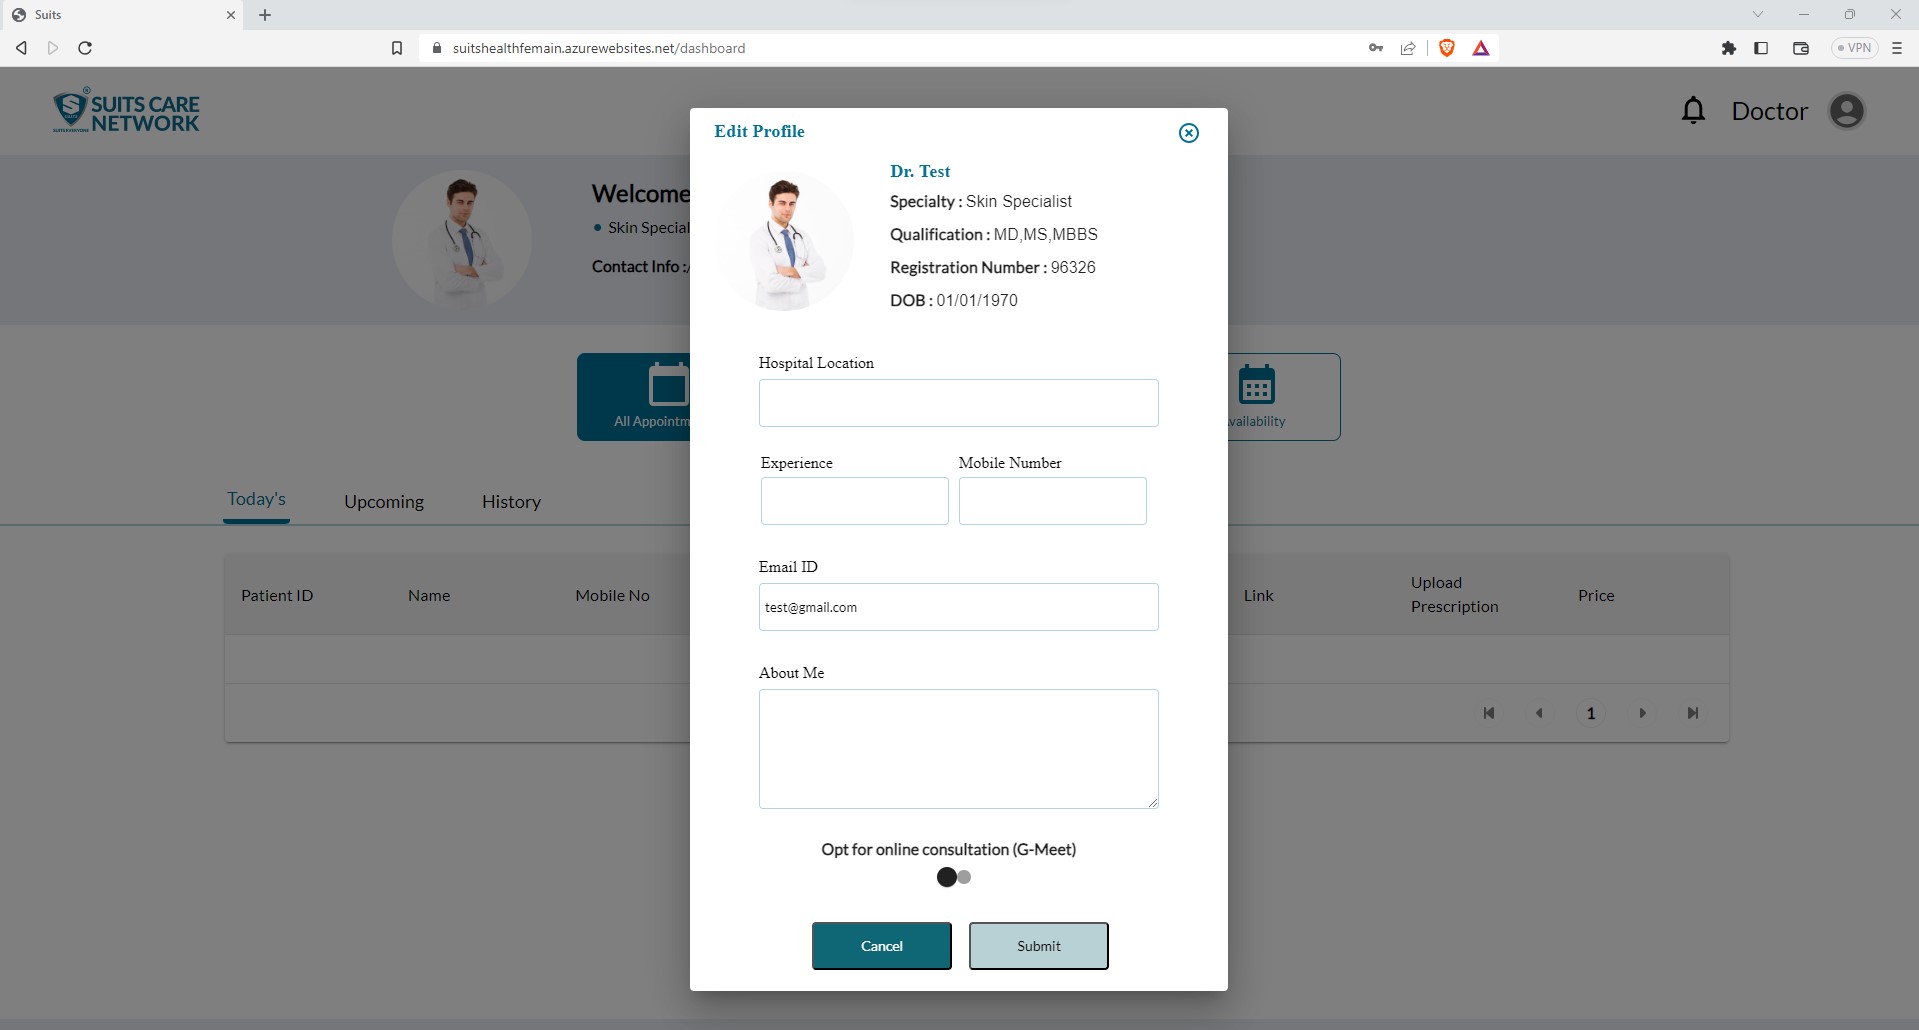 Suits
suitshealthfemain.azurewebsites.net/dashboard
VPN
SUITS CARE
NETWORK
Doctor
Welcome
Skin Special
Contact Info :
All Appointm
vailability
Today's
Upcoming
History
Patient ID
Name
Mobile No
Link
Upload
Prescription
Price
1
Edit Profile
Dr. Test
Specialty : Skin Specialist
Qualification : MD,MS,MBBS
Registration Number : 96326
DOB : 01/01/1970
Hospital Location
Experience
Mobile Number
Email ID
test@gmail.com
About Me
Opt for online consultation (G-Meet)
Cancel
Submit